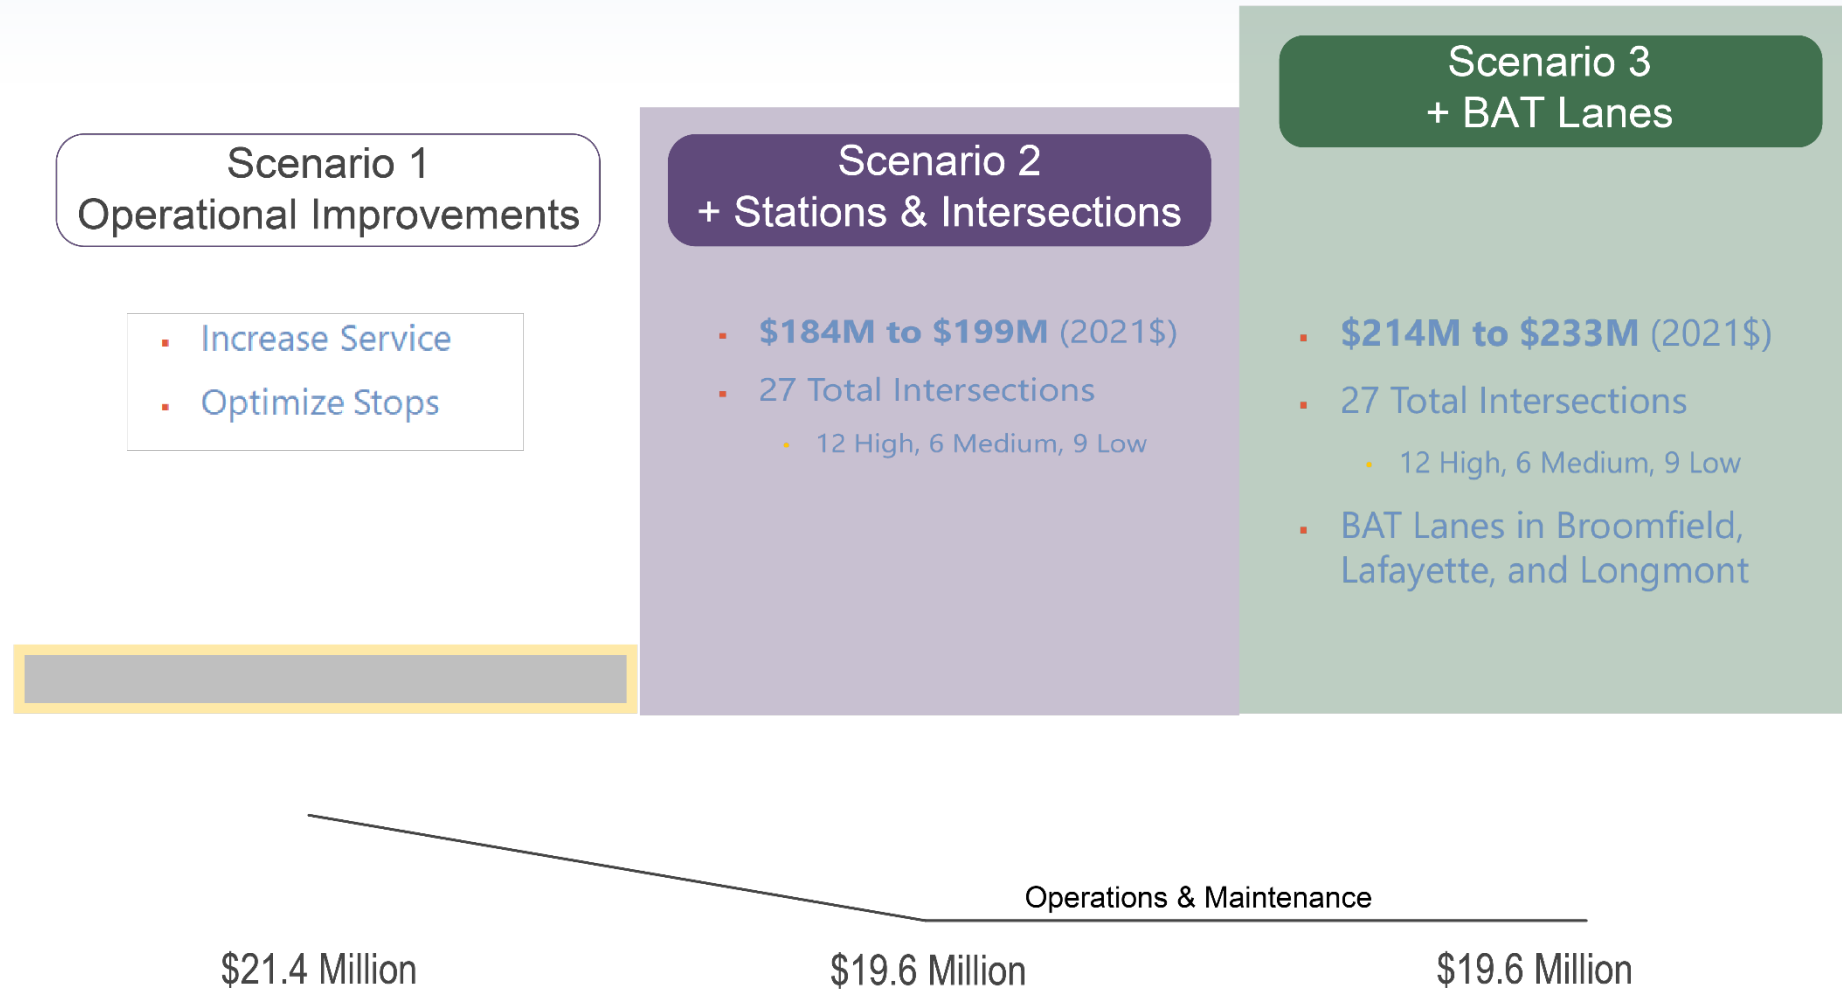 Scenario 1
Operational Improvements
▪ Increase Service
▪ Optimize Stops
Scenario 2
+ Stations & Intersections
▪ $184M to $199M (2021$)
▪ 27 Total Intersections
▪ 12 High, 6 Medium, 9 Low
Scenario 3
+ BAT Lanes
▪ $214M to $233M (2021$)
▪ 27 Total Intersections
▪ 12 High, 6 Medium, 9 Low
▪ BAT Lanes in Broomfield,
Lafayette, and Longmont
Operations & Maintenance
$21.4 Million
$19.6 Million
$19.6 Million